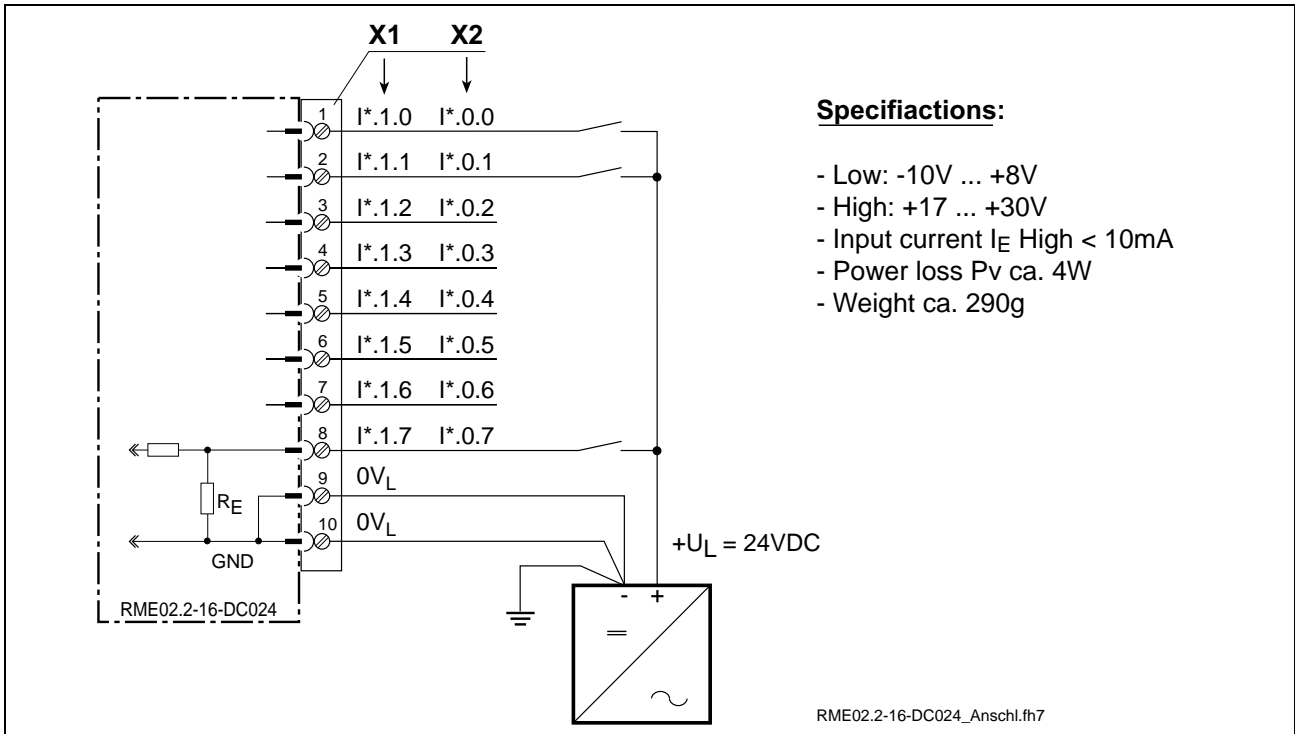 X1 X2
1 I*.1.0 I*.0.0
2 I*.1.1 I*.0.1
3 I*.1.2 I*.0.2
4 I*.1.3 I*.0.3
5 I*.1.4 I*.0.4
6 I*.1.5 I*.0.5
7 I*.1.6 I*.0.6
8 I*.1.7 I*.0.7
9 0VL
10 0VL
RE
GND
RME02.2-16-DC024
+UL = 24VDC
- +
Specifiactions:
- Low: -10V ... +8V
- High: +17 ... +30V
- Input current IE High < 10mA
- Power loss Pv ca. 4W
- Weight ca. 290g
RME02.2-16-DC024_Anschl.fh7